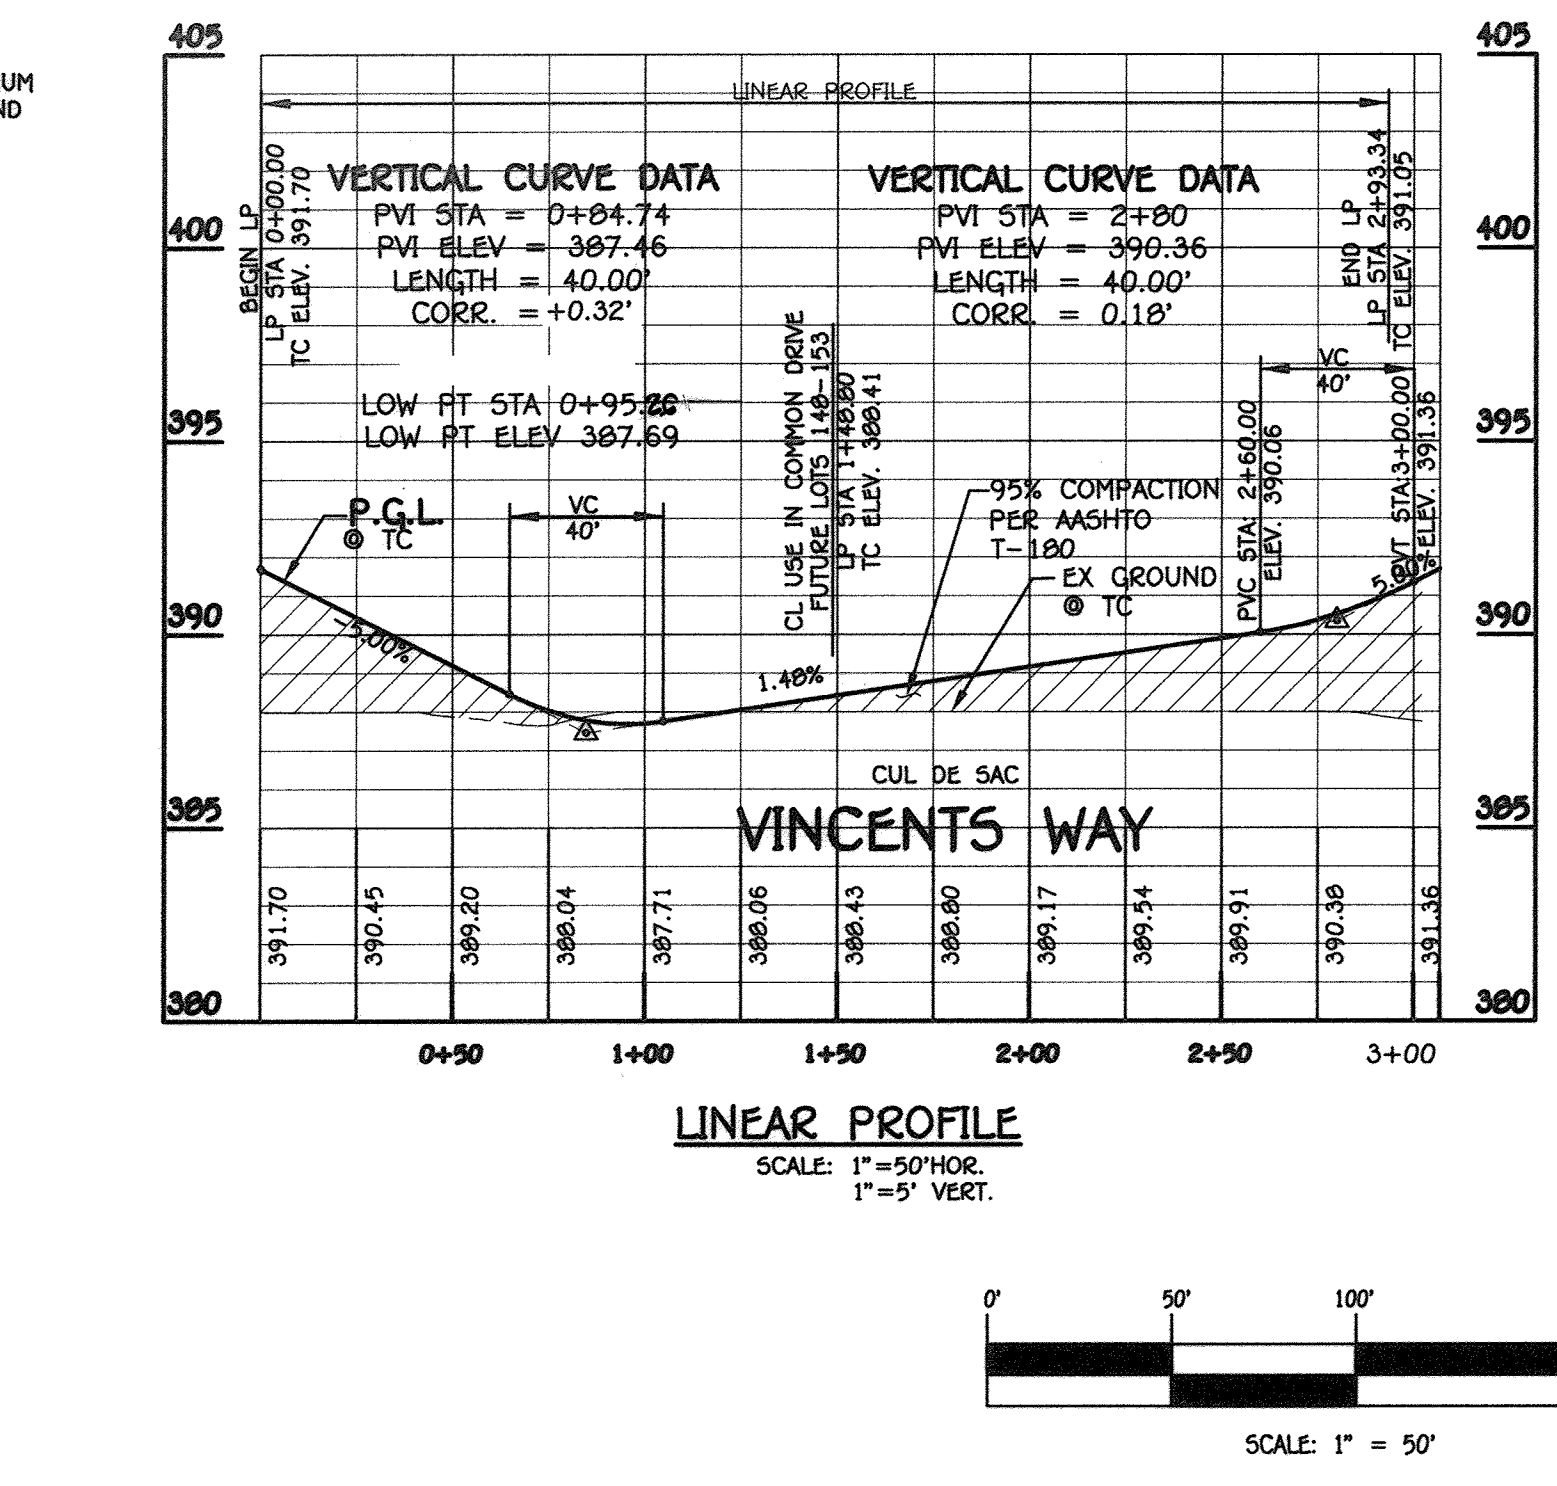 UM
ND
405
405
LINEAR PROFILE
BEGIN LP
LP STA 0+00.00
TC ELEV. 391.70
VERTICAL CURVE DATA
PVI STA = 0+84.74
PVI ELEV = 387.46
LENGTH = 40.00'
CORR. = +0.32'
VERTICAL CURVE DATA
PVI STA = 2+80
PVI ELEV = 390.36
LENGTH = 40.00'
CORR. = 0.18'
END LP
LP STA 2+93.34
TC ELEV. 391.05
400
400
LOW PT STA
LOW PT ELEV 387.69
395
395
P.G.L.
@ TC
VC
40'
CL USE IN COMMON DRIVE
FUTURE LOTS 148-153
LP STA 1+48.80
TC ELEV. 388.41
95% COMPACTION
PER AASHTO
T-180
EX GROUND
@ TC
PVC STA: 2+60.00
ELEV. 390.06
VC
40'
PVT STA:3+00.00
ELEV. 391.36
390
390
-5.00%
1.48%
5.00%
CUL DE SAC
VINCENTS WAY
385
385
391.70
390.45
389.20
388.04
387.71
388.06
388.43
388.80
389.17
389.54
389.91
390.38
391.36
380
380
0+50
1+00
1+50
2+00
2+50
3+00
LINEAR PROFILE
SCALE: 1"=50'HOR.
1"=5' VERT.
0'
50'
100'
SCALE: 1" = 50'